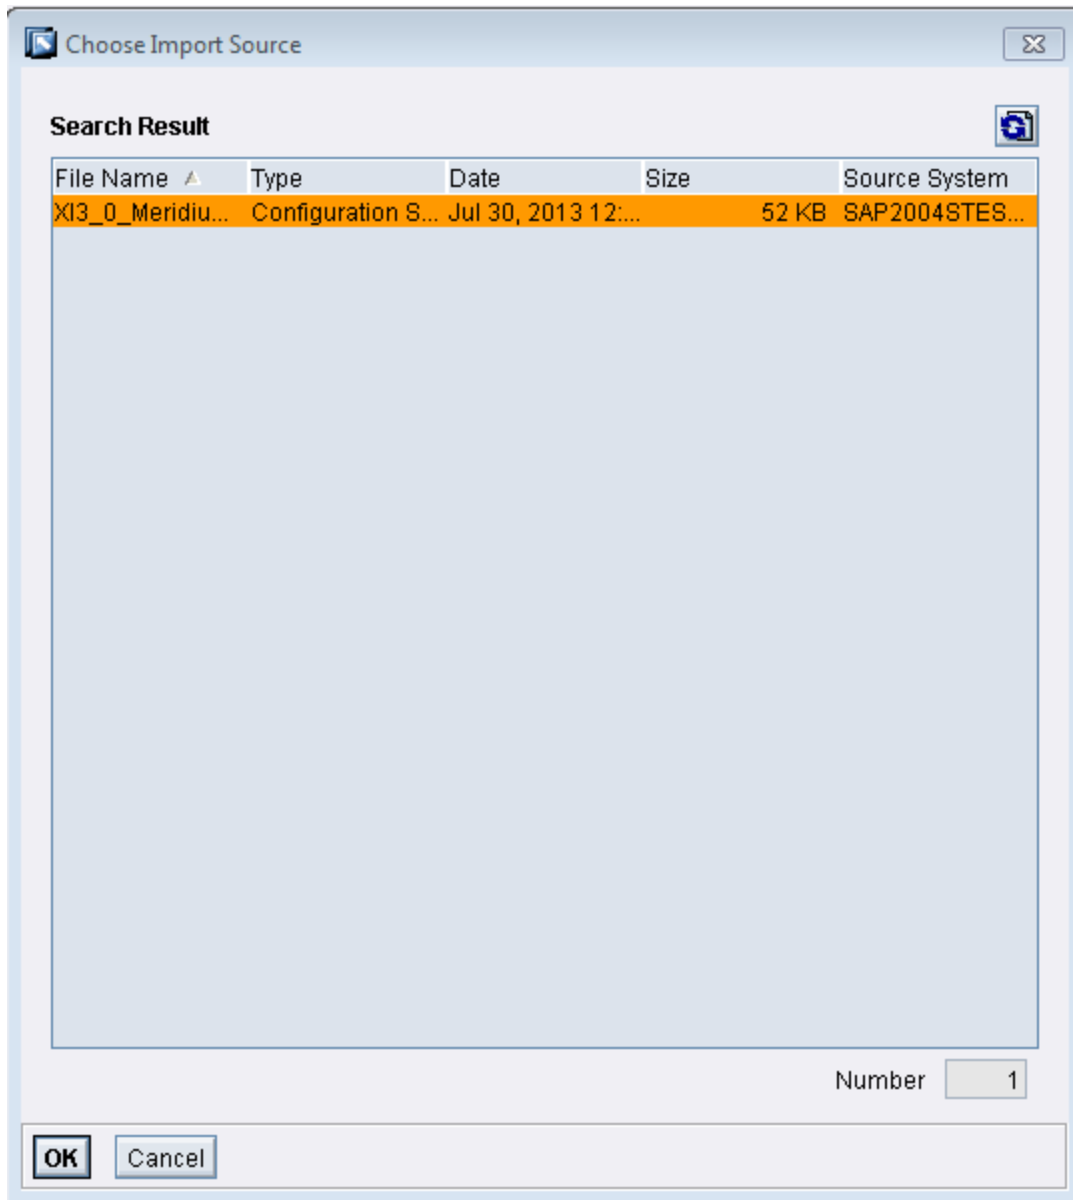 Choose Import Source
Search Result
File Name Type Date Size Source System
XI3_0_Meridiu... Configuration S... Jul 30, 2013 12:... 52 KB SAP2004STES...
Number 1
OK Cancel